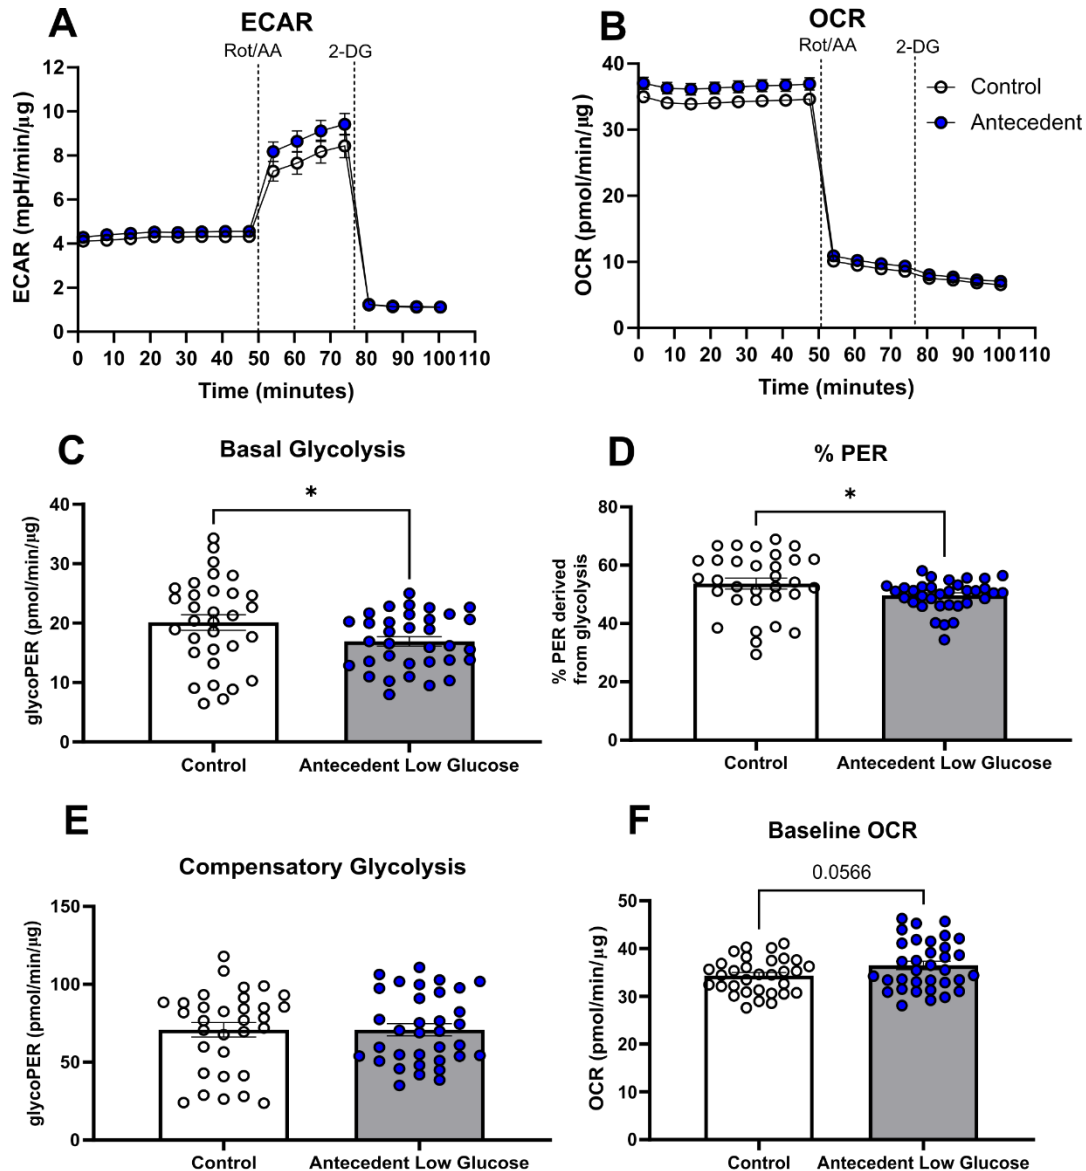 A
ECAR
Rot/AA
2-DG
ECAR (mpH/min/µg)
12
10
8
6
4
2
0
0 10 20 30 40 50 60 70 80 90 100 110
Time (minutes)
B
OCR
Rot/AA
2-DG
OCR (pmol/min/µg)
40
30
20
10
0
0 10 20 30 40 50 60 70 80 90 100 110
Time (minutes)
Control
Antecedent
C
Basal Glycolysis
*
glycoPER (pmol/min/µg)
40
30
20
10
0
Control
Antecedent Low Glucose
D
% PER
*
% PER derived
from glycolysis
80
60
40
20
0
Control
Antecedent Low Glucose
E
Compensatory Glycolysis
glycoPER (pmol/min/µg)
150
100
50
0
Control
Antecedent Low Glucose
F
Baseline OCR
0.0566
OCR (pmol/min/µg)
50
40
30
20
10
0
Control
Antecedent Low Glucose